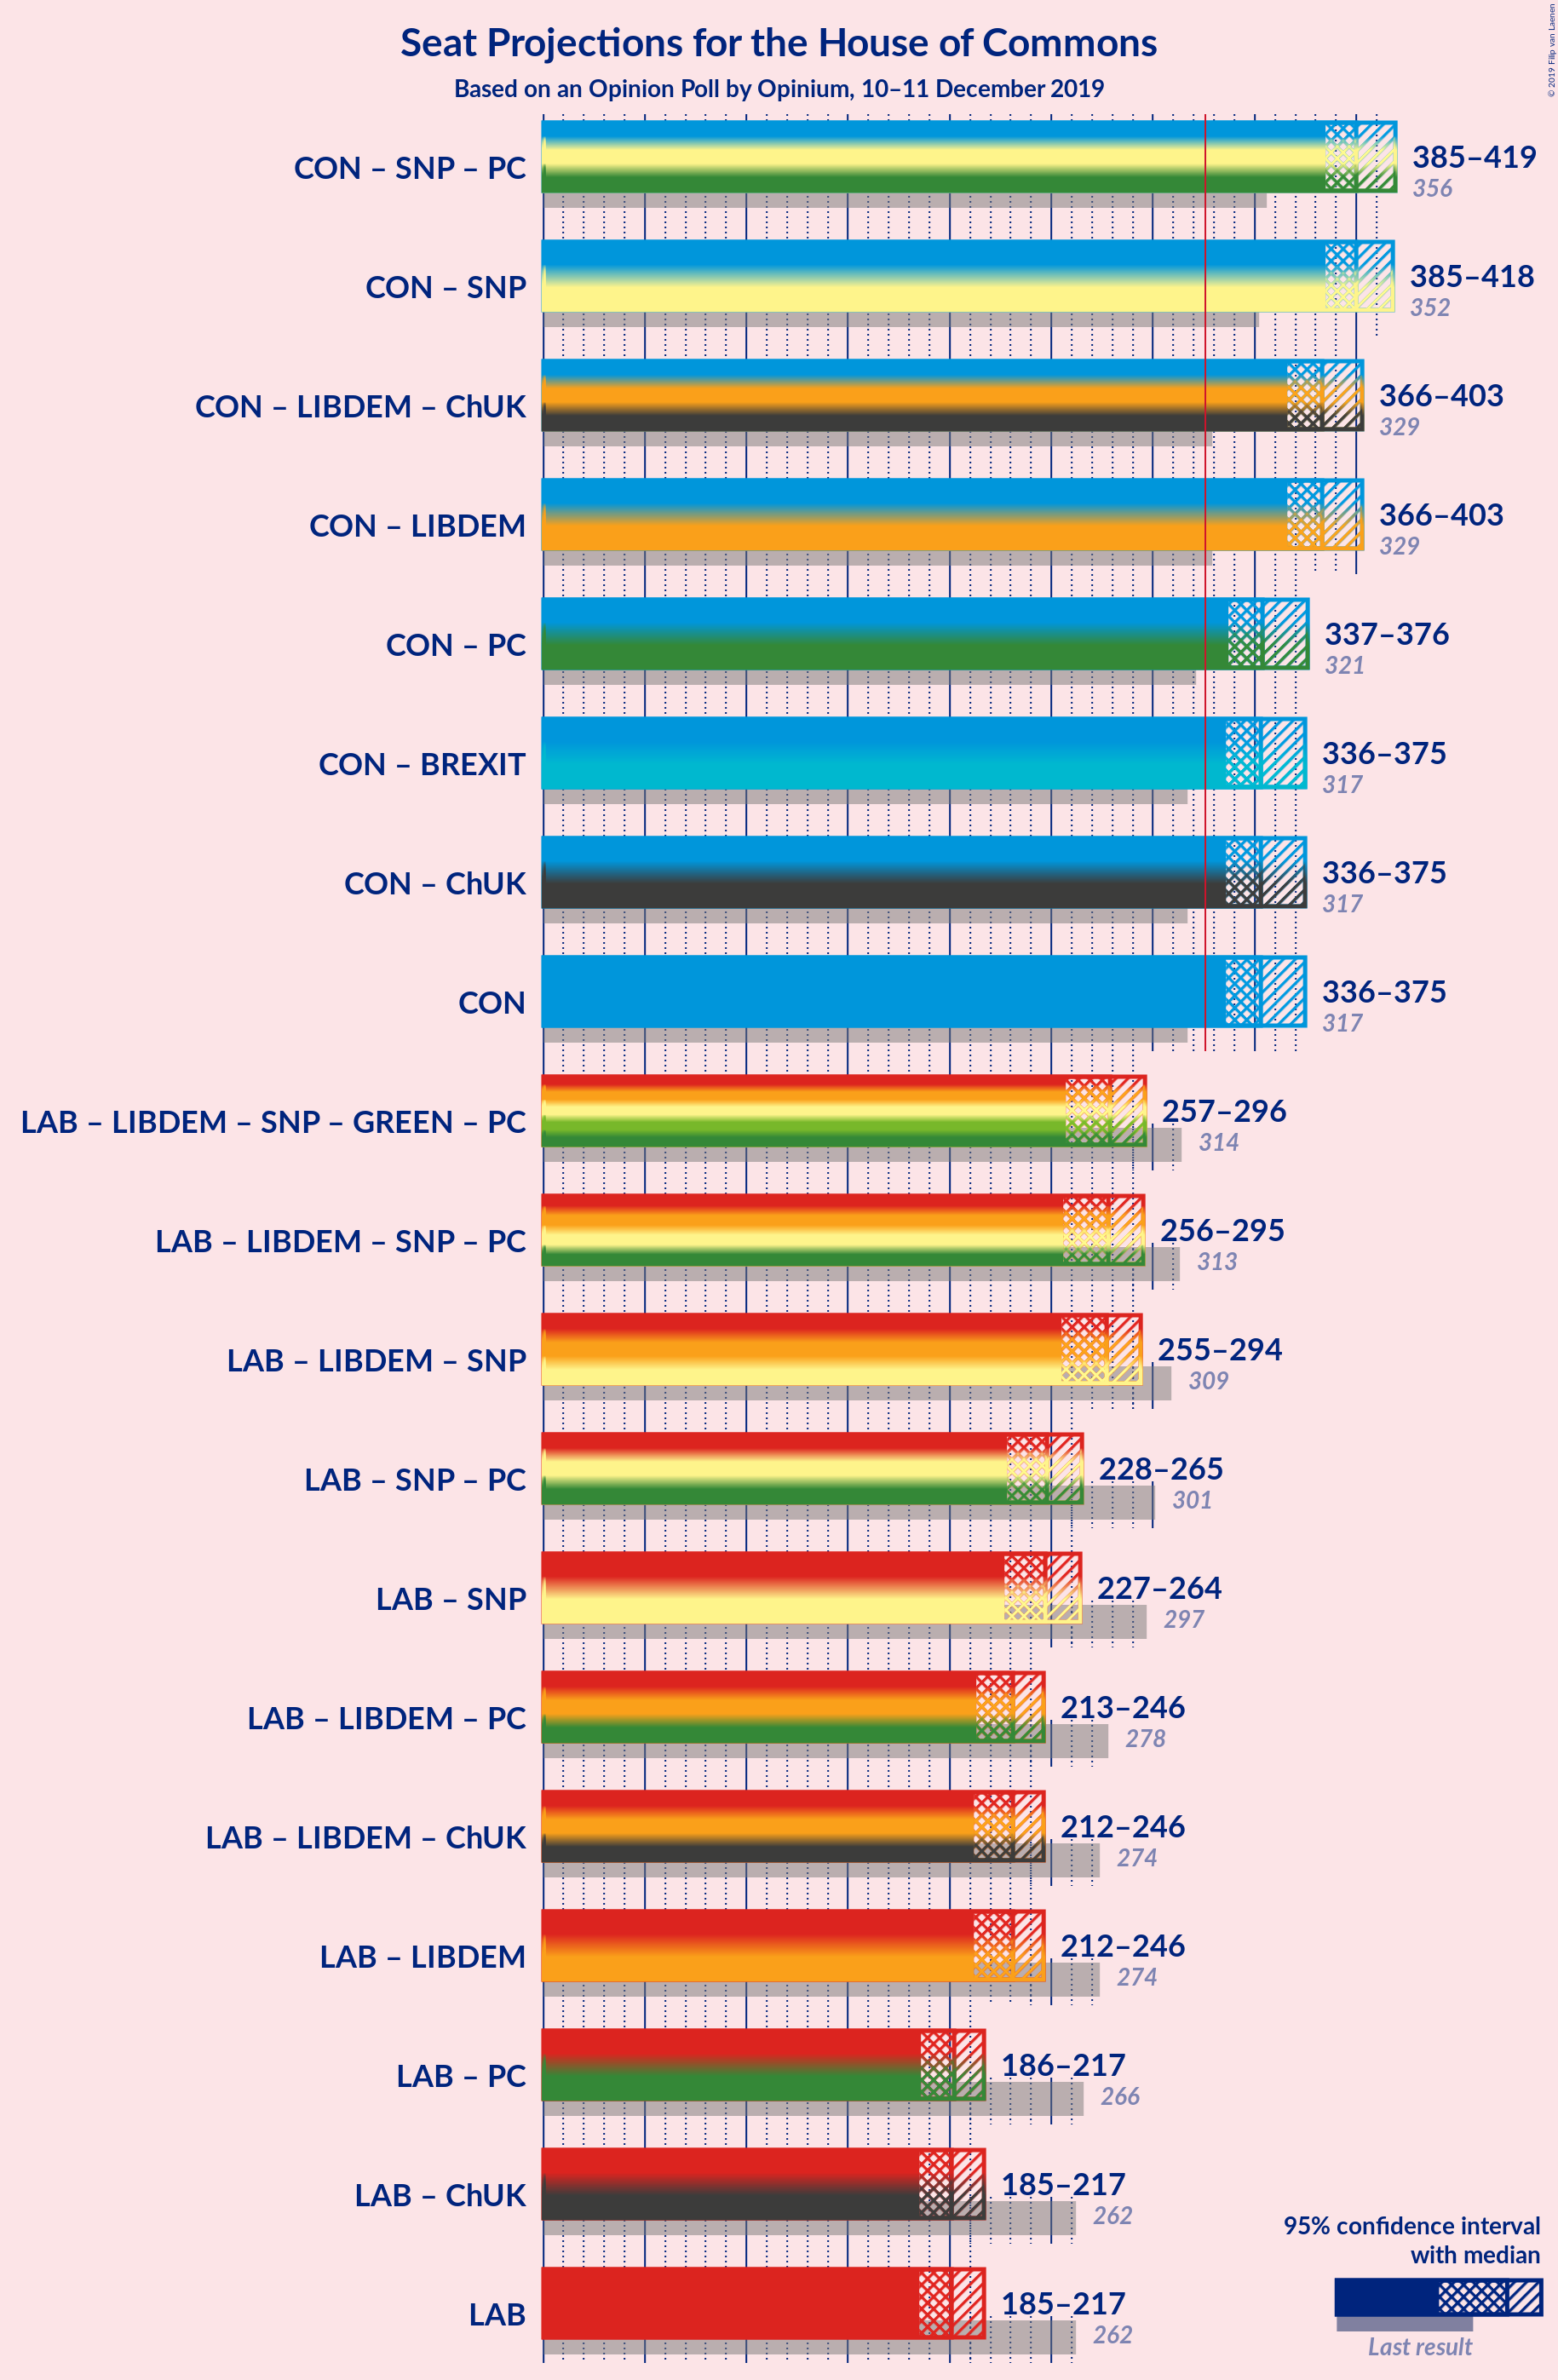 Seat Projections for the House of Commons
Based on an Opinion Poll by Opinium, 10–11 December 2019
© 2019 Filip van Laenen
CON – SNP – PC
385–419
356
CON – SNP
385–418
352
CON – LIBDEM – ChUK
366–403
329
CON – LIBDEM
366–403
329
CON – PC
337–376
321
CON – BREXIT
336–375
317
CON – ChUK
336–375
317
CON
336–375
317
LAB – LIBDEM – SNP – GREEN – PC
257–296
314
LAB – LIBDEM – SNP – PC
256–295
313
LAB – LIBDEM – SNP
255–294
309
LAB – SNP – PC
228–265
301
LAB – SNP
227–264
297
LAB – LIBDEM – PC
213–246
278
LAB – LIBDEM – ChUK
212–246
274
LAB – LIBDEM
212–246
274
LAB – PC
186–217
266
LAB – ChUK
185–217
262
LAB
185–217
262
95% confidence interval
with median
Last result